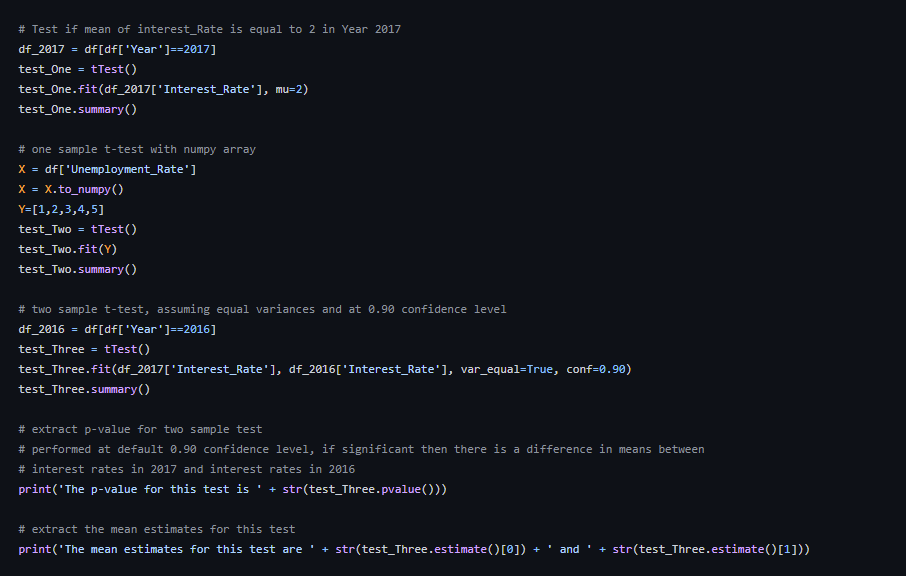 # Test if mean of interest_Rate is equal to 2 in Year 2017
df_2017 = df[df['Year']==2017]
test_One = tTest()
test_One.fit(df_2017['Interest_Rate'], mu=2)
test_One.summary()
# one sample t-test with numpy array
X = df['Unemployment_Rate']
X = X.to_numpy()
Y=[1,2,3,4,5]
test_Two = tTest()
test_Two.fit(Y)
test_Two.summary()
# two sample t-test, assuming equal variances and at 0.90 confidence level
df_2016 = df[df['Year']==2016]
test_Three = tTest()
test_Three.fit(df_2017['Interest_Rate'], df_2016['Interest_Rate'], var_equal=True, conf=0.90)
test_Three.summary()
# extract p-value for two sample test
# performed at default 0.90 confidence level, if significant then there is a difference in means between
# interest rates in 2017 and interest rates in 2016
print('The p-value for this test is ' + str(test_Three.pvalue()))
# extract the mean estimates for this test
print('The mean estimates for this test are ' + str(test_Three.estimate()[0]) + ' and ' + str(test_Three.estimate()[1]))